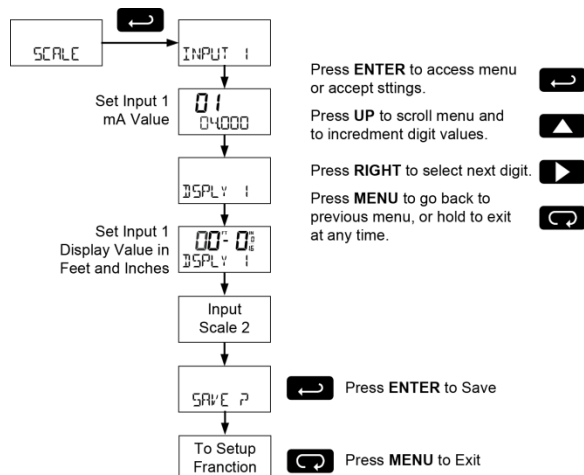 SCALE
INPUT 1
Set Input 1
mA Value
01
04.000
DSPLY 1
Set Input 1
Display Value in
Feet and Inches
00FT- 0IN 0/16
DSPLY 1
Input
Scale 2
SAVE ?
To Setup
Franction
Press ENTER to access menu
or accept sttings.
Press UP to scroll menu and
to incredment digit values.
Press RIGHT to select next digit.
Press MENU to go back to
previous menu, or hold to exit
at any time.
Press ENTER to Save
Press MENU to Exit